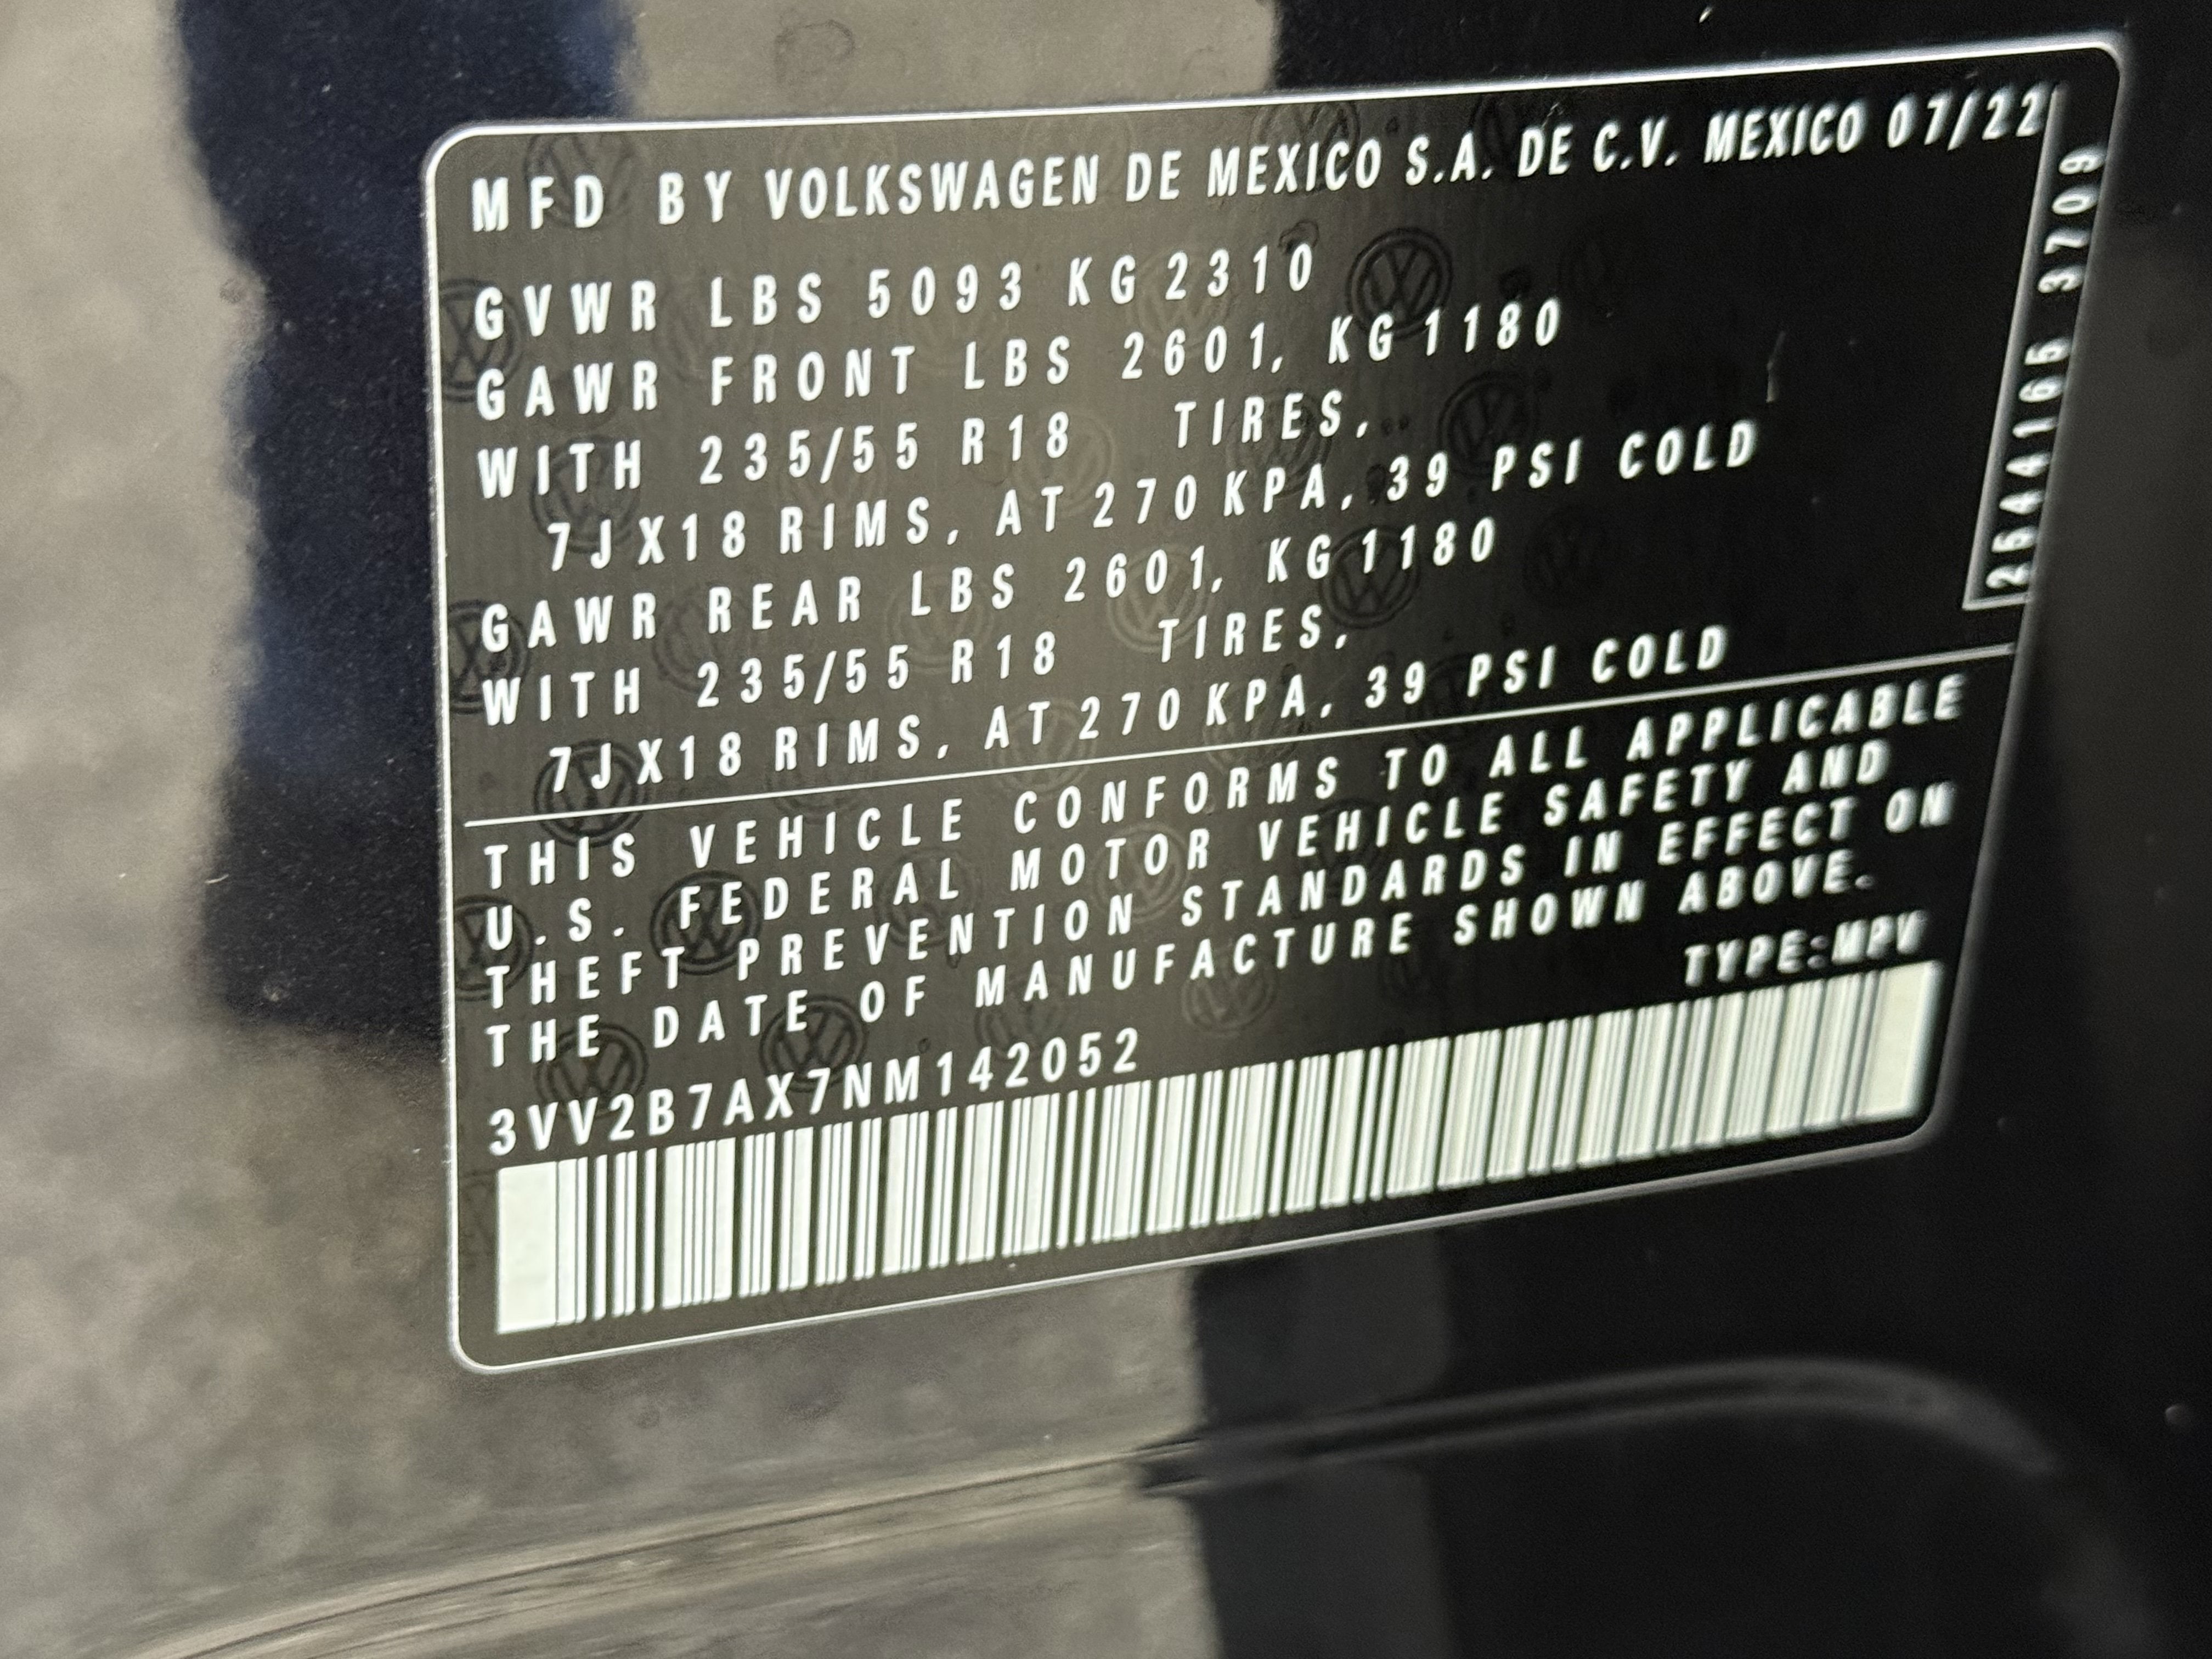 MFD BY VOLKSWAGEN DE MEXICO S.A. DE C.V. MEXICO 07/22
GVWR LBS 5093 KG 2310
GAWR FRONT LBS 2601, KG 1180
WITH 235/55 R18 TIRES,
7JX18 RIMS, AT 270 KPA, 39 PSI COLD
GAWR REAR LBS 2601, KG 1180
WITH 235/55 R18 TIRES,
7JX18 RIMS, AT 270 KPA, 39 PSI COLD
2544165 3709
THIS VEHICLE CONFORMS TO ALL APPLICABLE
U.S. FEDERAL MOTOR VEHICLE SAFETY AND
THEFT PREVENTION STANDARDS IN EFFECT ON
THE DATE OF MANUFACTURE SHOWN ABOVE.
TYPE:MPV
3VV2B7AX7NM142052